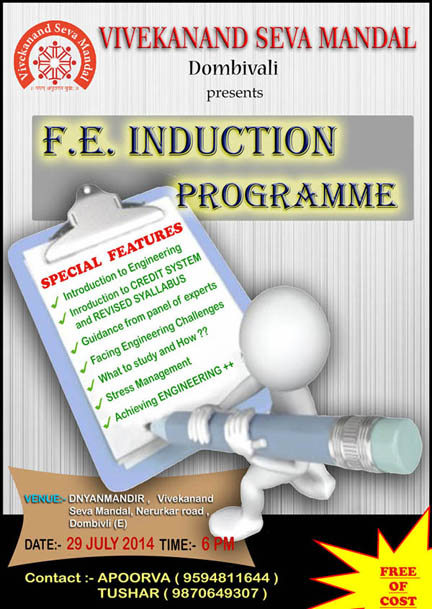 Vivekanand Seva Mandal
VIVEKANAND SEVA MANDAL
Dombivali
presents
F.E. INDUCTION
PROGRAMME
SPECIAL FEATURES
✓ Introduction to Engineering
✓ Inroduction to CREDIT SYSTEM
and REVISED SYALLABUS
✓ Guidance from panel of experts
✓ Facing Engineering Challenges
✓ What to study and How ??
✓ Stress Management
✓ Achieving ENGINEERING ++
VENUE:- DNYANMANDIR , Vivekanand
Seva Mandal, Nerurkar road ,
Dombivli (E)
DATE:- 29 JULY 2014 TIME:- 6 PM
Contact :- APOORVA ( 9594811644 )
TUSHAR ( 9870649307 )
FREE
OF
COST